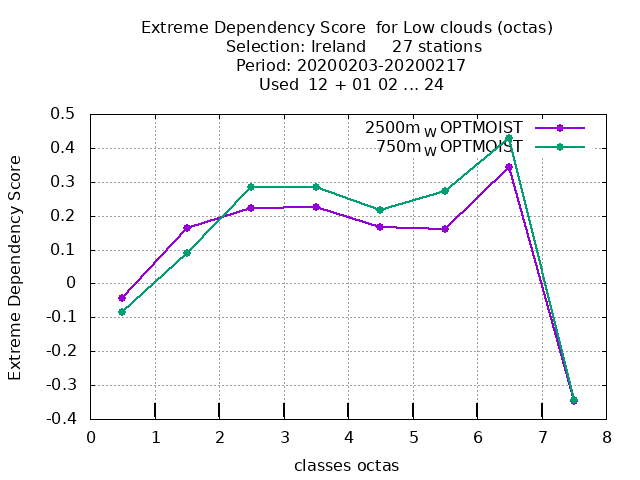 Extreme Dependency Score  for Low clouds (octas)
Selection: Ireland     27 stations
Period: 20200203-20200217
Used  12 + 01 02 ... 24
2500m_W OPTMOIST
750m_W OPTMOIST
Extreme Dependency Score
0.5
0.4
0.3
0.2
0.1
0
-0.1
-0.2
-0.3
-0.4
0 1 2 3 4 5 6 7 8
classes octas